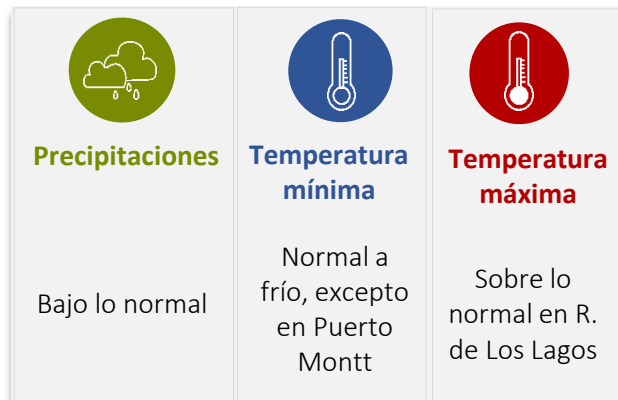 Precipitaciones
Bajo lo normal
Temperatura
mínima
Normal a
frío, excepto
en Puerto
Montt
Temperatura
máxima
Sobre lo
normal en R.
de Los Lagos